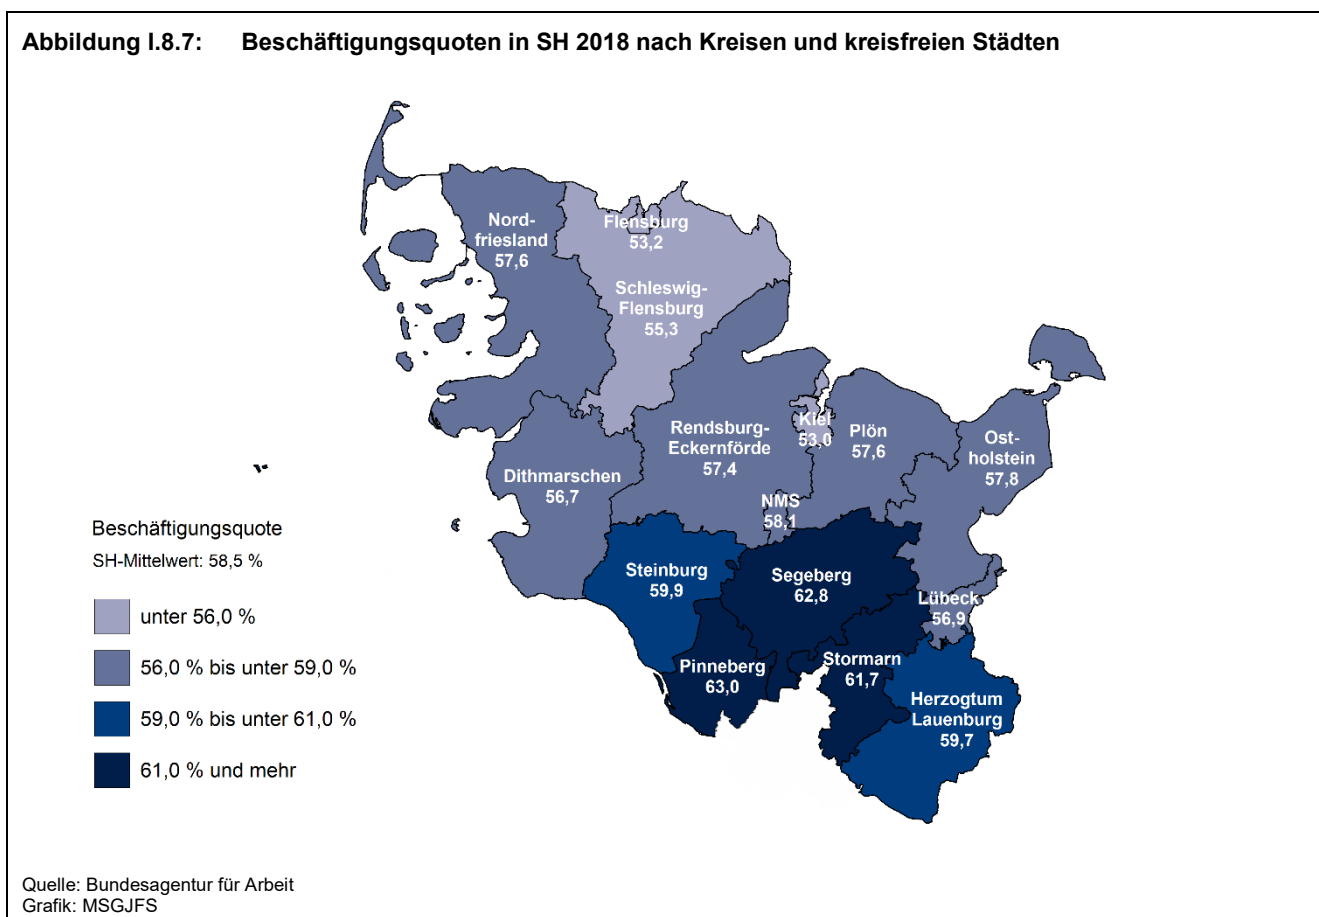 Abbildung I.8.7: Beschäftigungsquoten in SH 2018 nach Kreisen und kreisfreien Städten
Nord-
friesland
57,6
Flensburg
53,2
Schleswig-
Flensburg
55,3
Rendsburg-
Eckernförde
57,4
Kiel
53,0
Plön
57,6
Ost-
holstein
57,8
Dithmarschen
56,7
NMS
58,1
Steinburg
59,9
Segeberg
62,8
Lübeck
56,9
Pinneberg
63,0
Stormarn
61,7
Herzogtum
Lauenburg
59,7
Beschäftigungsquote
SH-Mittelwert: 58,5 %
unter 56,0 %
56,0 % bis unter 59,0 %
59,0 % bis unter 61,0 %
61,0 % und mehr
Quelle: Bundesagentur für Arbeit
Grafik: MSGJFS